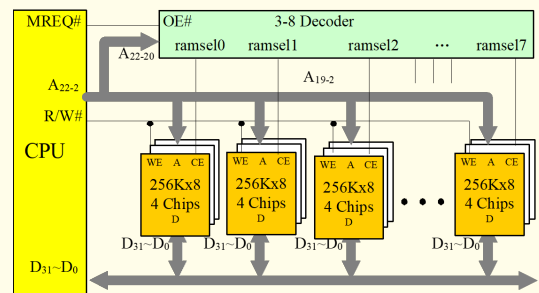 MREQ#
OE#
3-8 Decoder
ramsel0
ramsel1
ramsel2
...
ramsel7
A22-20
A19-2
A22-2
R/W#
CPU
WE A CE
256Kx8
4 Chips
D
WE A CE
256Kx8
4 Chips
D
WE A CE
256Kx8
4 Chips
D
WE A CE
256Kx8
4 Chips
D
D31~D0
D31~D0
D31~D0
D31~D0
D31~D0